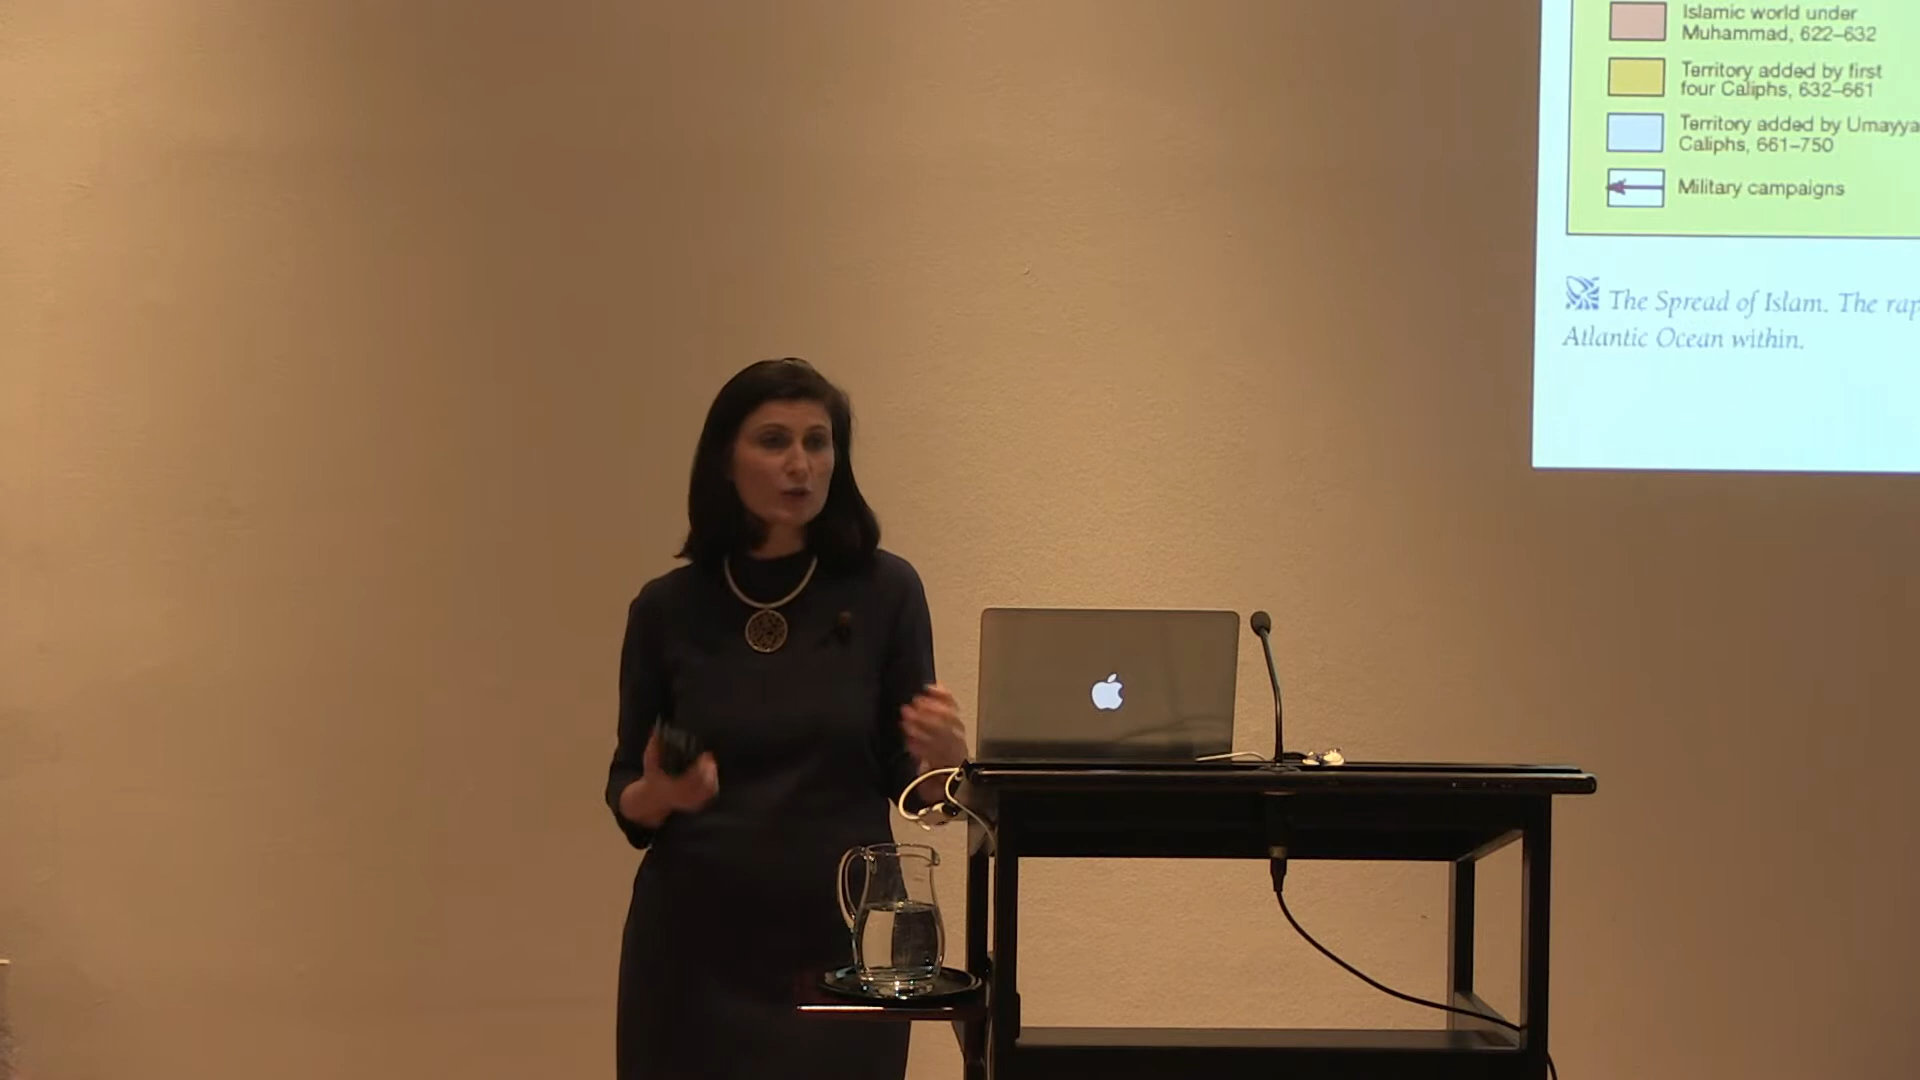 Islamic world under
Muhammad, 622–632
Territory added by first
four Caliphs, 632–661
Territory added by Umayya
Caliphs, 661–750
Military campaigns
The Spread of Islam. The rap
Atlantic Ocean within.